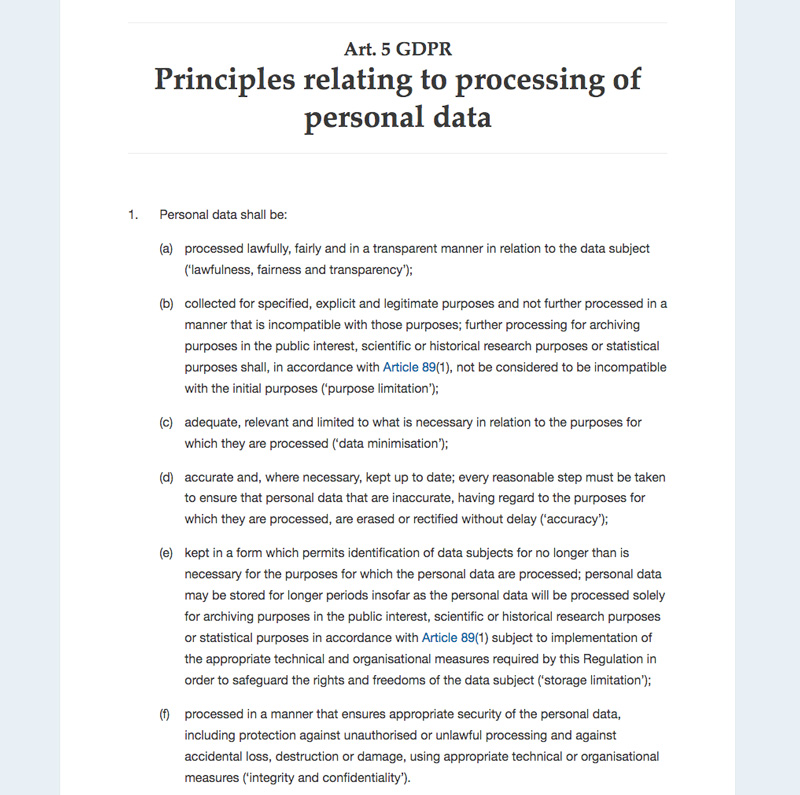 Art. 5 GDPR
Principles relating to processing of
personal data
1. Personal data shall be:
(a) processed lawfully, fairly and in a transparent manner in relation to the data subject
(‘lawfulness, fairness and transparency’);
(b) collected for specified, explicit and legitimate purposes and not further processed in a
manner that is incompatible with those purposes; further processing for archiving
purposes in the public interest, scientific or historical research purposes or statistical
purposes shall, in accordance with Article 89(1), not be considered to be incompatible
with the initial purposes (‘purpose limitation’);
(c) adequate, relevant and limited to what is necessary in relation to the purposes for
which they are processed (‘data minimisation’);
(d) accurate and, where necessary, kept up to date; every reasonable step must be taken
to ensure that personal data that are inaccurate, having regard to the purposes for
which they are processed, are erased or rectified without delay (‘accuracy’);
(e) kept in a form which permits identification of data subjects for no longer than is
necessary for the purposes for which the personal data are processed; personal data
may be stored for longer periods insofar as the personal data will be processed solely
for archiving purposes in the public interest, scientific or historical research purposes
or statistical purposes in accordance with Article 89(1) subject to implementation of
the appropriate technical and organisational measures required by this Regulation in
order to safeguard the rights and freedoms of the data subject (‘storage limitation’);
(f) processed in a manner that ensures appropriate security of the personal data,
including protection against unauthorised or unlawful processing and against
accidental loss, destruction or damage, using appropriate technical or organisational
measures (‘integrity and confidentiality’).